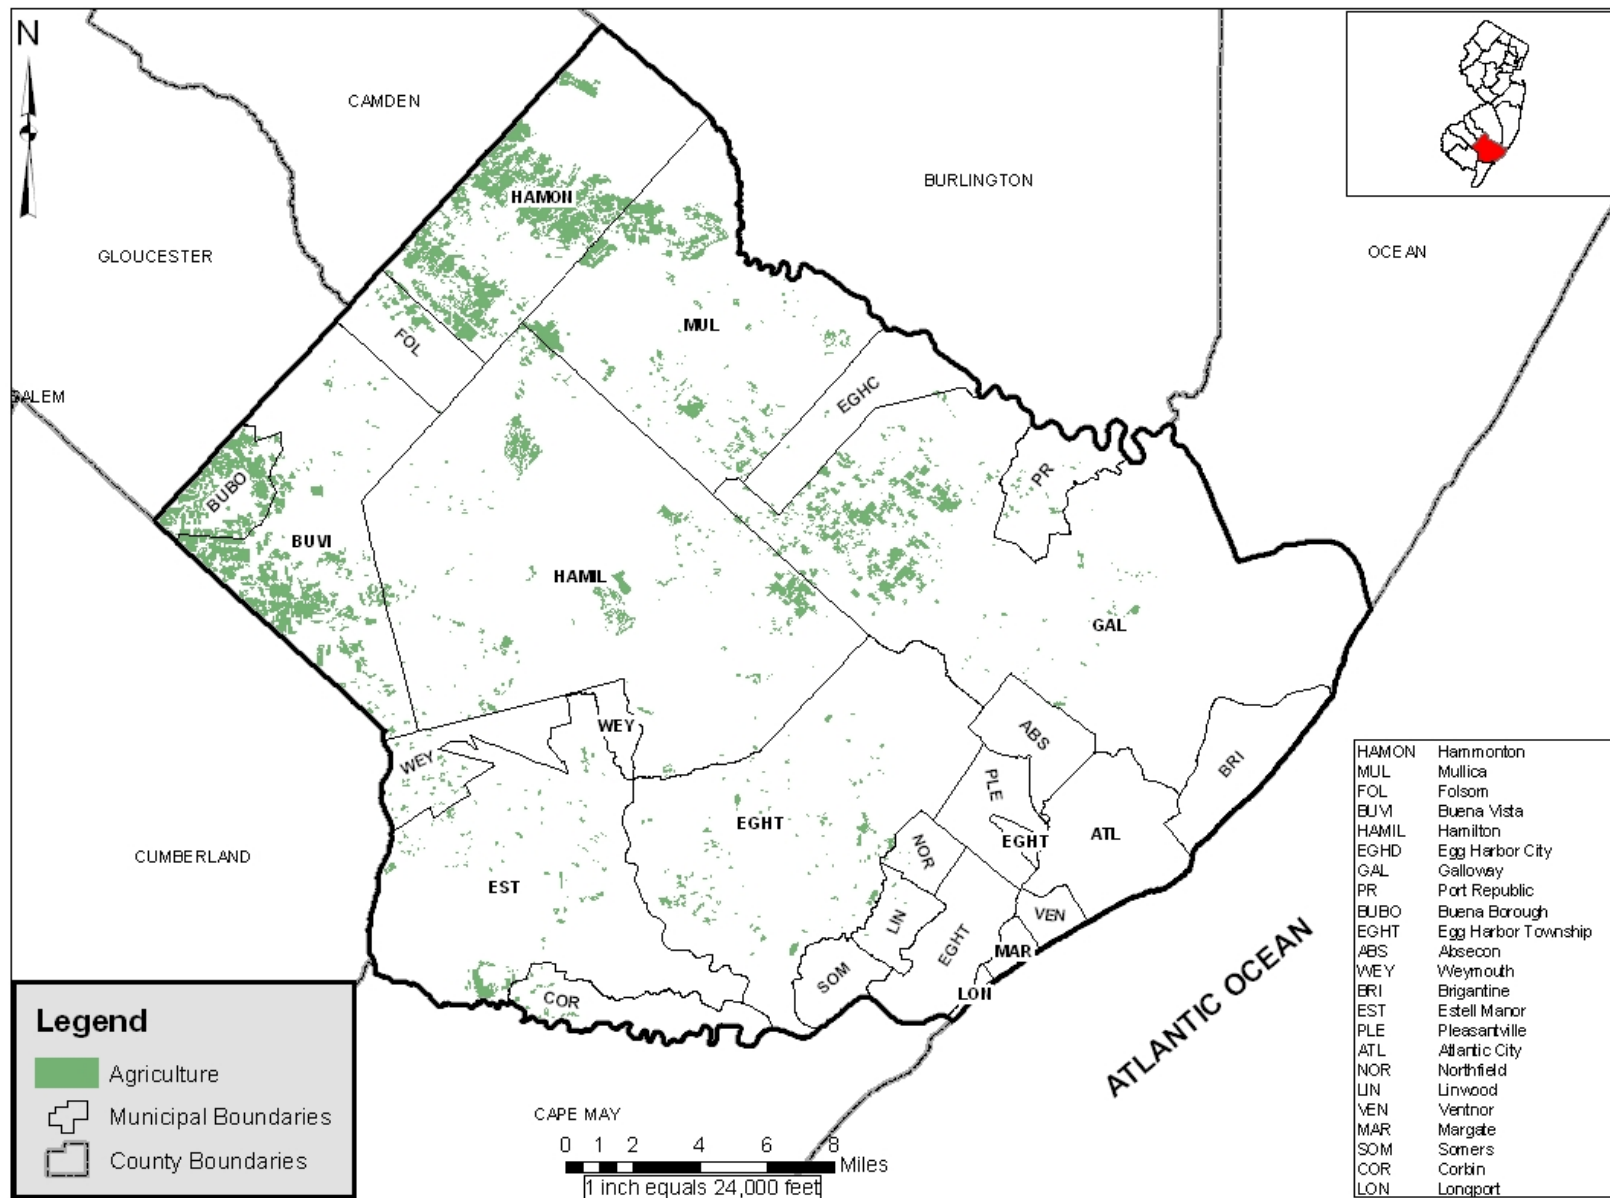 N
CAMDEN
BURLINGTON
OCEAN
GLOUCESTER
SALEM
CUMBERLAND
CAPE MAY
ATLANTIC OCEAN
HAMON
MUL
FOL
EGHC
PR
BUBO
BUVI
HAMIL
GAL
WEY
WEY
ABS
BRI
PLE
EGHT
EGHT
ATL
NOR
EST
LIN
EGHT
VEN
MAR
SOM
LON
COR
HAMON Hammonton
MUL Mullica
FOL Folsom
BUVI Buena Vista
HAMIL Hamilton
EGHD Egg Harbor City
GAL Galloway
PR Port Republic
BUBO Buena Borough
EGHT Egg Harbor Township
ABS Absecon
WEY Weymouth
BRI Brigantine
EST Estell Manor
PLE Pleasantville
ATL Atlantic City
NOR Northfield
LIN Linwood
VEN Ventnor
MAR Margate
SOM Somers
COR Corbin
LON Longport
Legend
Agriculture
Municipal Boundaries
County Boundaries
0 1 2 4 6 8
Miles
1 inch equals 24,000 feet